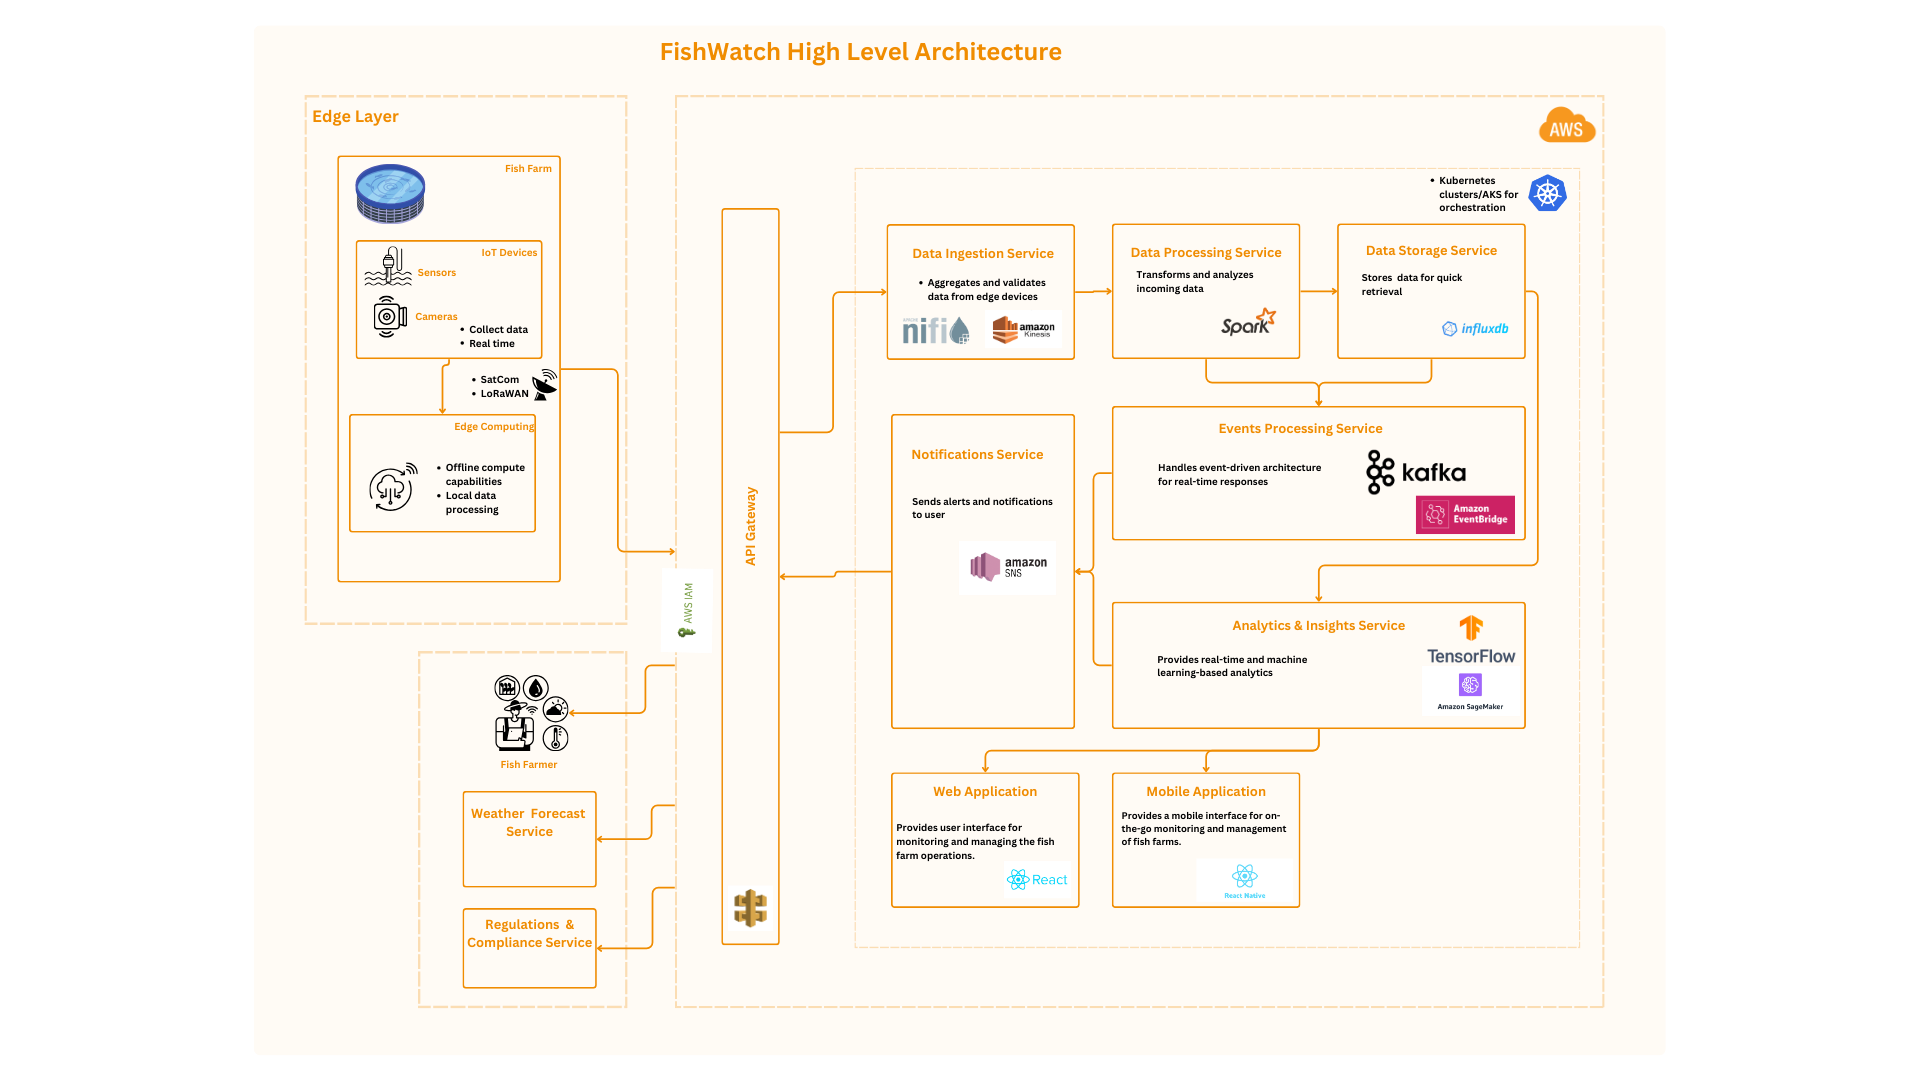 FishWatch High Level Architecture
Edge Layer
Fish Farm
IoT Devices
Sensors
Cameras
• Collect data
• Real time
• SatCom
• LoRaWAN
Edge Computing
• Offline compute
capabilities
• Local data
processing
Fish Farmer
Weather Forecast
Service
Regulations &
Compliance Service
AWS IAM
API Gateway
AWS
• Kubernetes
clusters/AKS for
orchestration
Data Ingestion Service
• Aggregates and validates
data from edge devices
nifi
amazon
Kinesis
Data Processing Service
Transforms and analyzes
incoming data
Spark
Data Storage Service
Stores data for quick
retrieval
influxdb
Notifications Service
Sends alerts and notifications
to user
amazon
SNS
Events Processing Service
Handles event-driven architecture
for real-time responses
kafka
Amazon
EventBridge
Analytics & Insights Service
Provides real-time and machine
learning-based analytics
TensorFlow
Amazon SageMaker
Web Application
Provides user interface for
monitoring and managing the fish
farm operations.
React
Mobile Application
Provides a mobile interface for on-
the-go monitoring and management
of fish farms.
React Native